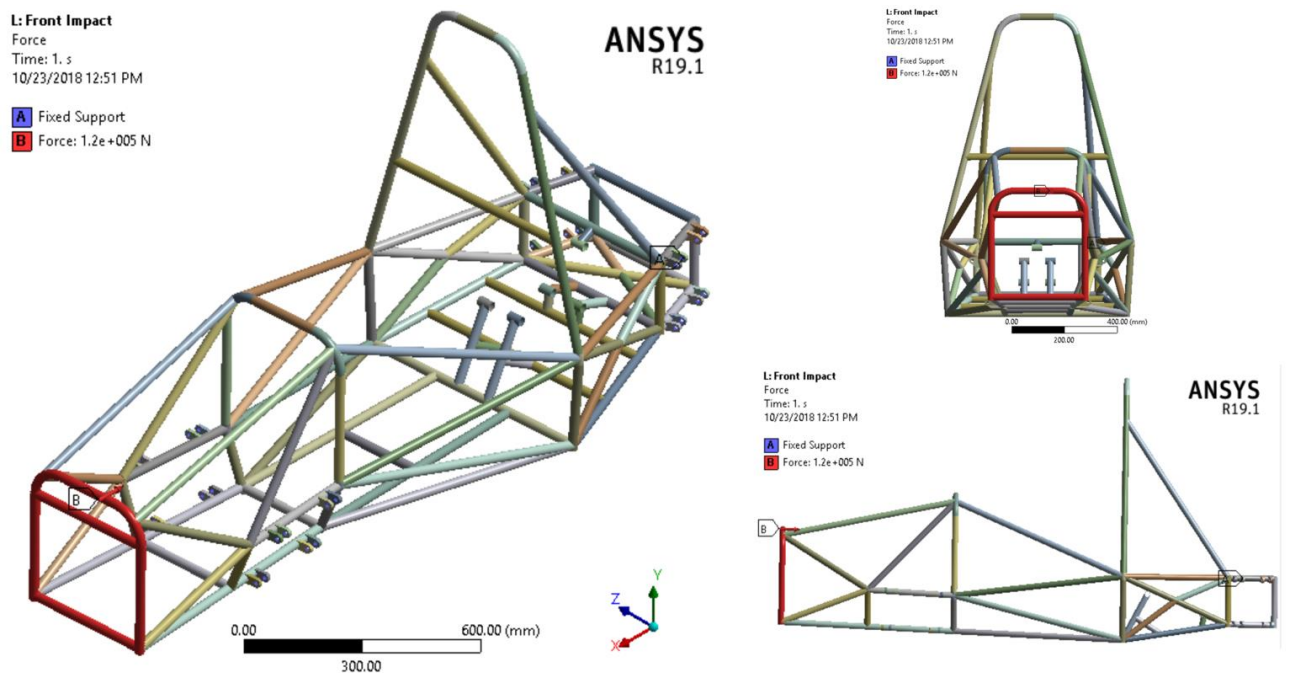 L: Front Impact
Force
Time: 1. s
10/23/2018 12:51 PM
A Fixed Support
B Force: 1.2e+005 N
ANSYS
R19.1
A
B
0.00 600.00 (mm)
300.00
Y
Z
X
L: Front Impact
Force
Time: 1. s
10/23/2018 12:51 PM
A Fixed Support
B Force: 1.2e+005 N
0.00 400.00 (mm)
200.00
L: Front Impact
Force
Time: 1. s
10/23/2018 12:51 PM
A Fixed Support
B Force: 1.2e+005 N
ANSYS
R19.1
B
A